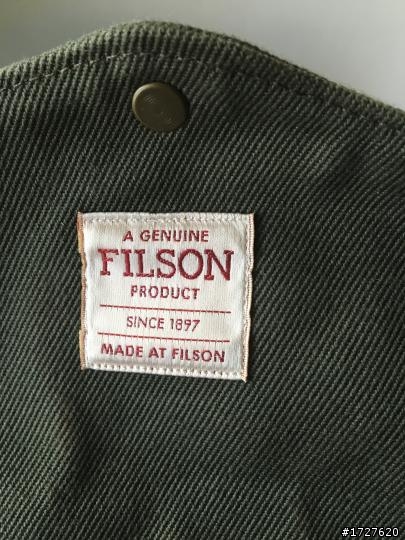 A GENUINE
FILSON
PRODUCT
SINCE 1897
MADE AT FILSON
#1727620